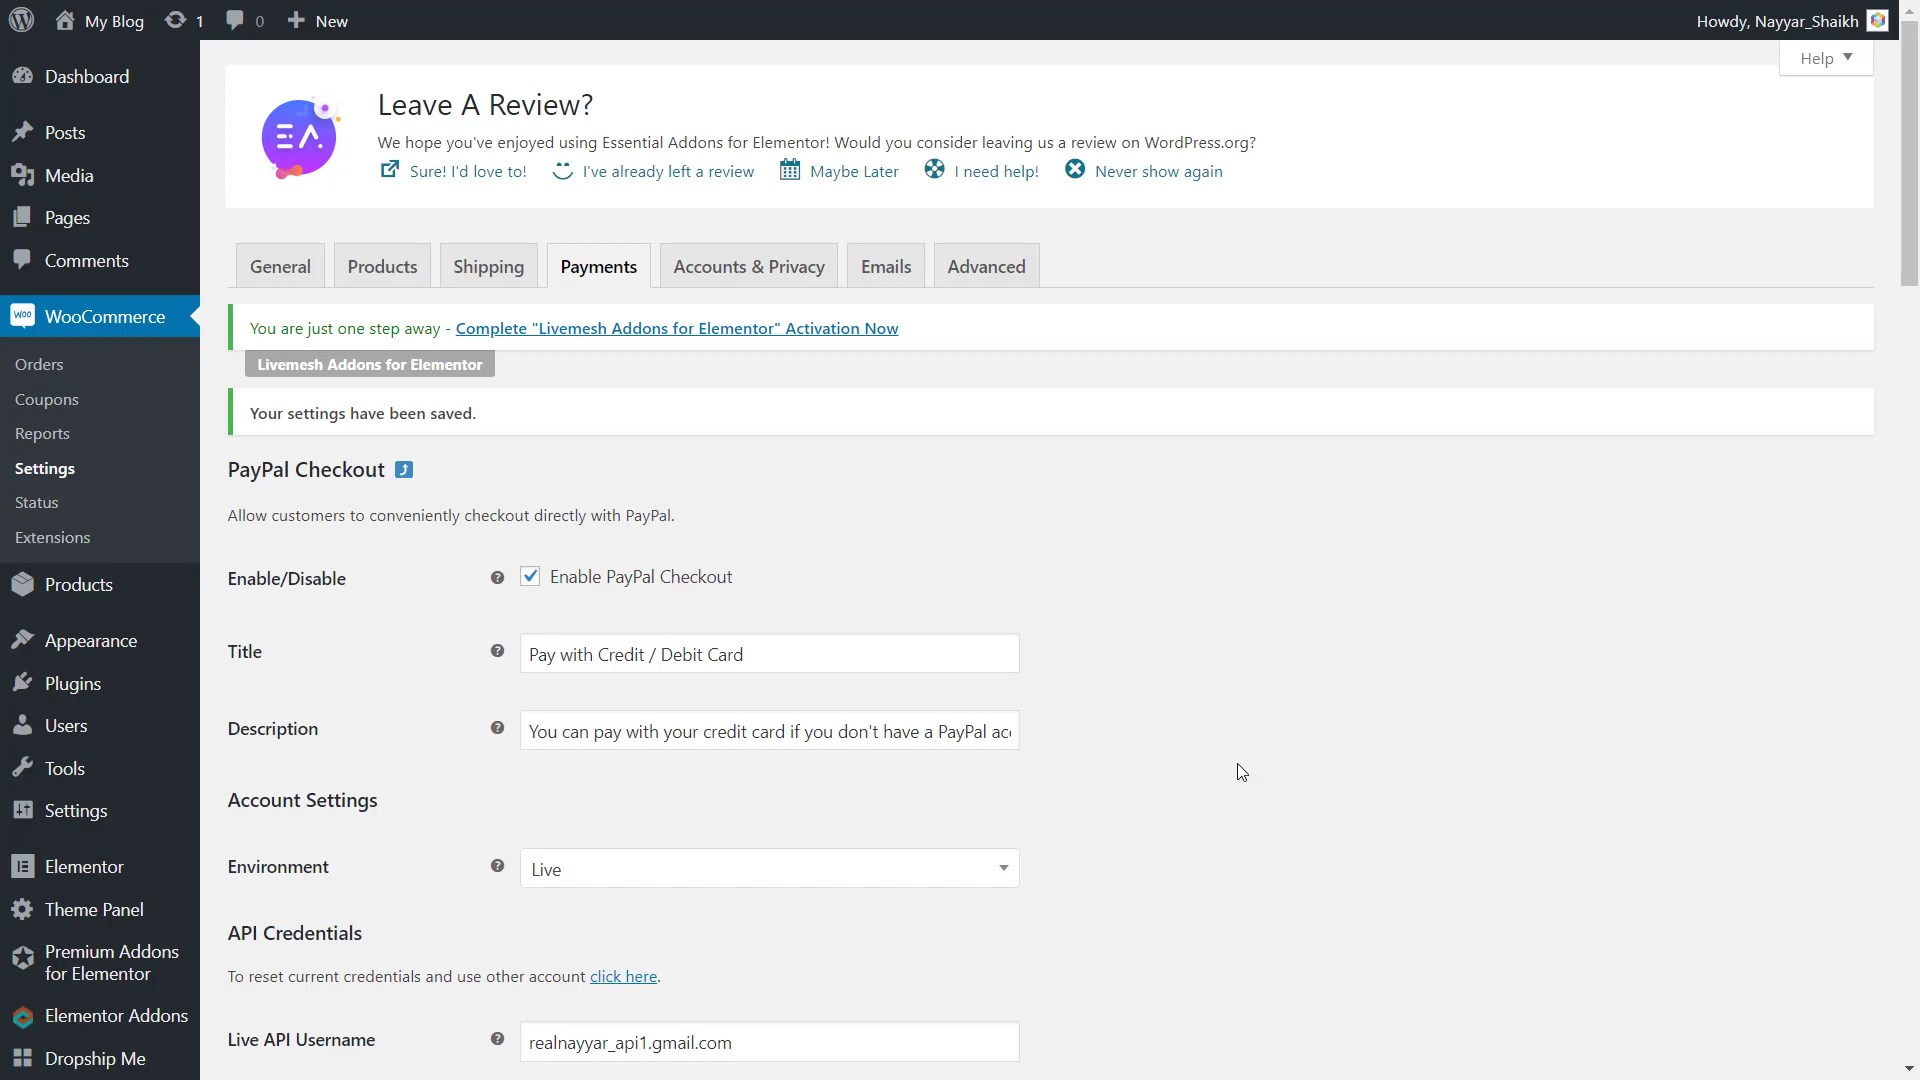 My Blog
1
0
New
Howdy, Nayyar_Shaikh
Help
Dashboard
Posts
Media
Pages
Comments
Woo
WooCommerce
Orders
Coupons
Reports
Settings
Status
Extensions
Products
Appearance
Plugins
Users
Tools
Settings
Elementor
Theme Panel
Premium Addons
for Elementor
Elementor Addons
Dropship Me
EA
Leave A Review?
We hope you've enjoyed using Essential Addons for Elementor! Would you consider leaving us a review on WordPress.org?
Sure! I'd love to! I've already left a review Maybe Later I need help! Never show again
General Products Shipping Payments Accounts & Privacy Emails Advanced
You are just one step away - Complete "Livemesh Addons for Elementor" Activation Now
Livemesh Addons for Elementor
Your settings have been saved.
PayPal Checkout
Allow customers to conveniently checkout directly with PayPal.
Enable/Disable ? Enable PayPal Checkout
Title ? Pay with Credit / Debit Card
Description ? You can pay with your credit card if you don't have a PayPal acc
Account Settings
Environment ? Live
API Credentials
To reset current credentials and use other account click here.
Live API Username ? realnayyar_api1.gmail.com